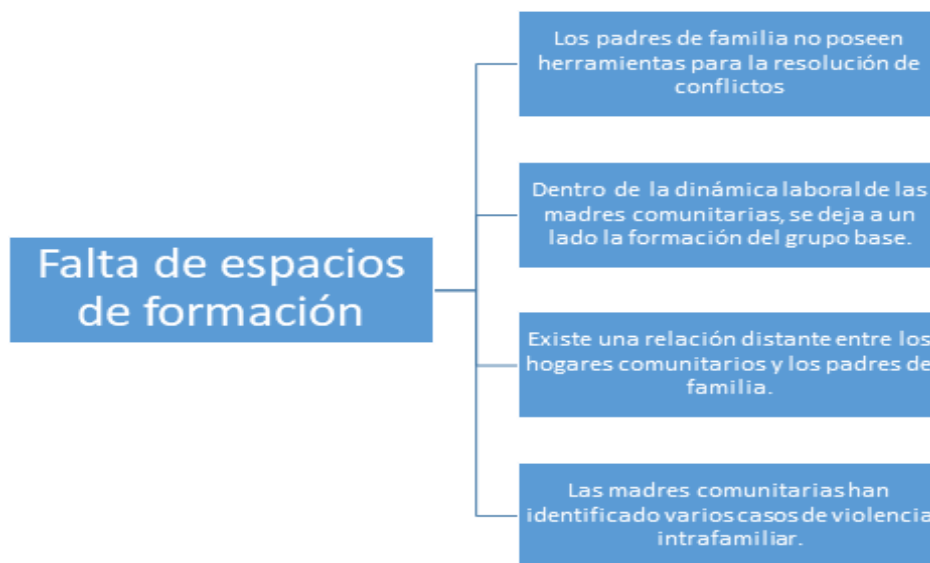 Falta de espacios
de formación
Los padres de familia no poseen
herramientas para la resolución de
conflictos
Dentro de la dinámica laboral de las
madres comunitarias, se deja a un
lado la formación del grupo base.
Existe una relación distante entre los
hogares comunitarios y los padres de
familia.
Las madres comunitarias han
identificado varios casos de violencia
intrafamiliar.